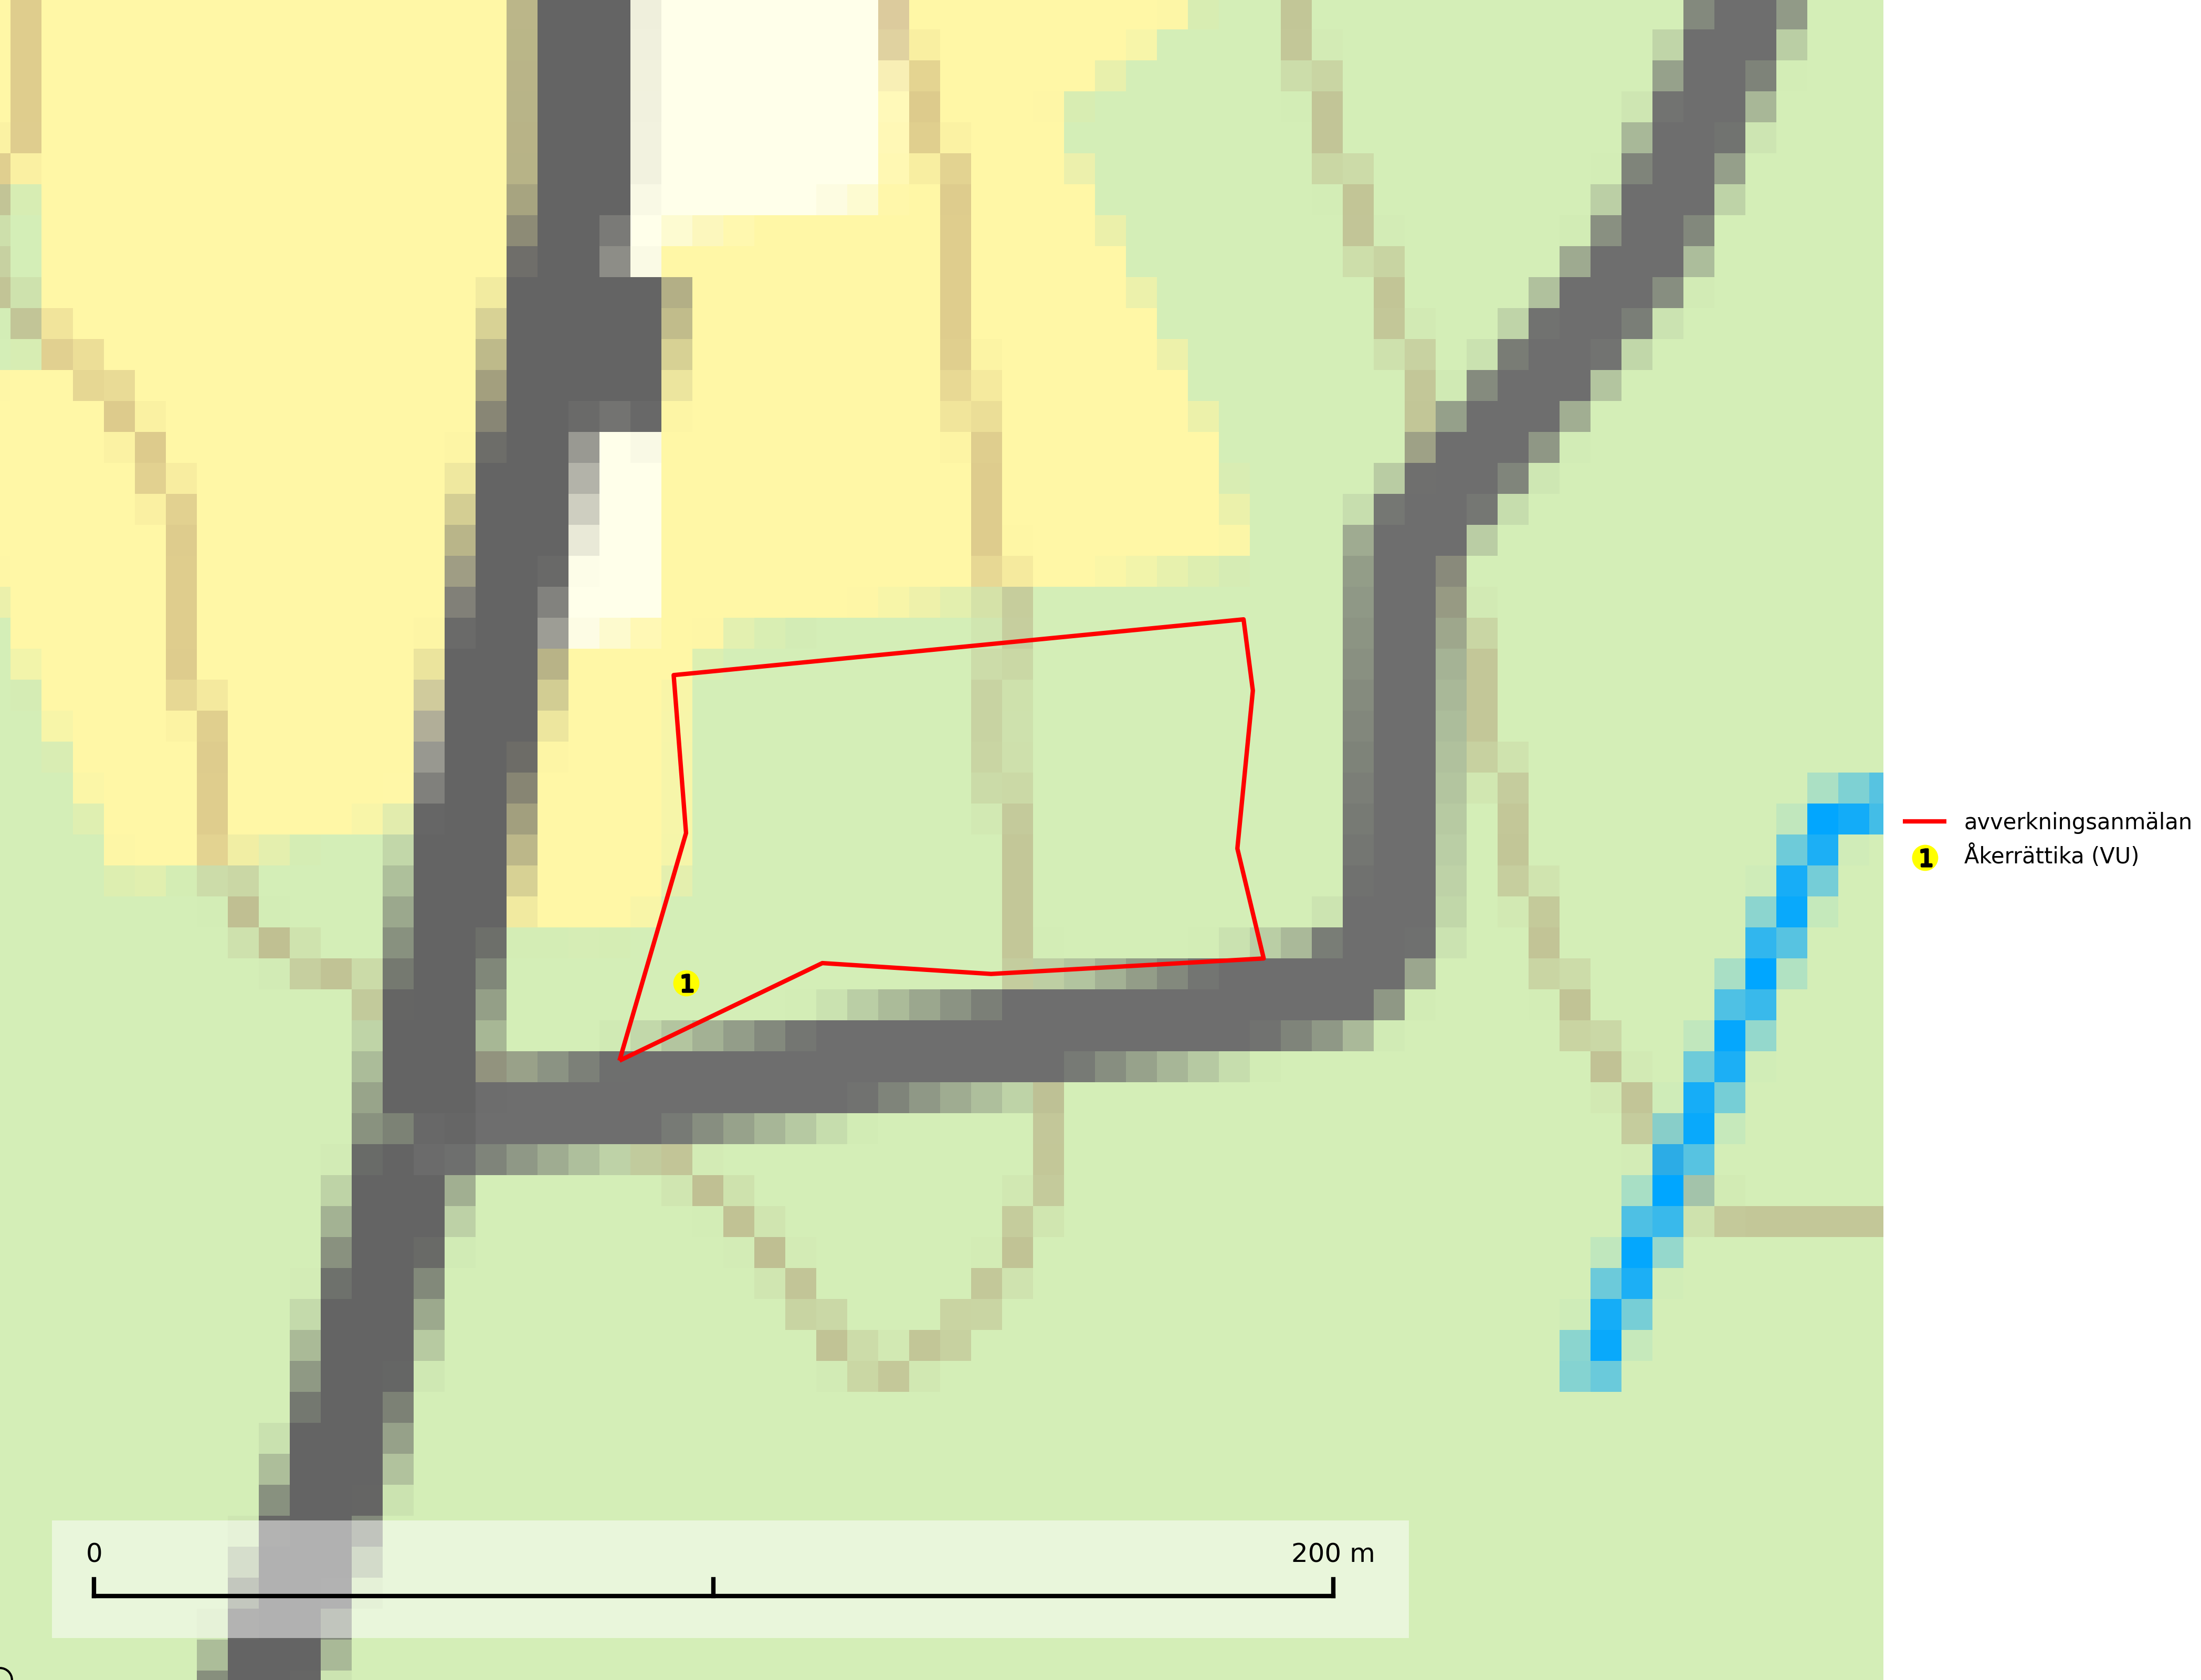 1
avverkningsanmälan
1 Åkerrättika (VU)
0 200 m